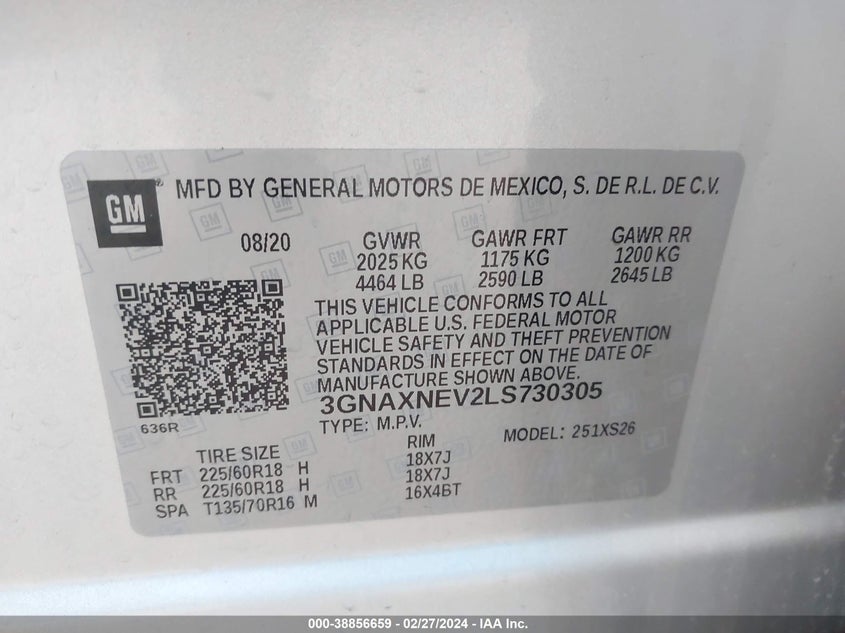 GM
MFD BY GENERAL MOTORS DE MEXICO, S. DE R.L. DE C.V.
08/20 GVWR GAWR FRT GAWR RR
2025 KG 1175 KG 1200 KG
4464 LB 2590 LB 2645 LB
THIS VEHICLE CONFORMS TO ALL
APPLICABLE U.S. FEDERAL MOTOR
VEHICLE SAFETY AND THEFT PREVENTION
STANDARDS IN EFFECT ON THE DATE OF
MANUFACTURE SHOWN ABOVE.
3GNAXNEV2LS730305
636R
TYPE: M.P.V. MODEL: 251XS26
TIRE SIZE RIM
FRT 225/60R18 H 18X7J
RR 225/60R18 H 18X7J
SPA T135/70R16 M 16X4BT
000-38856659 - 02/27/2024 - IAA Inc.